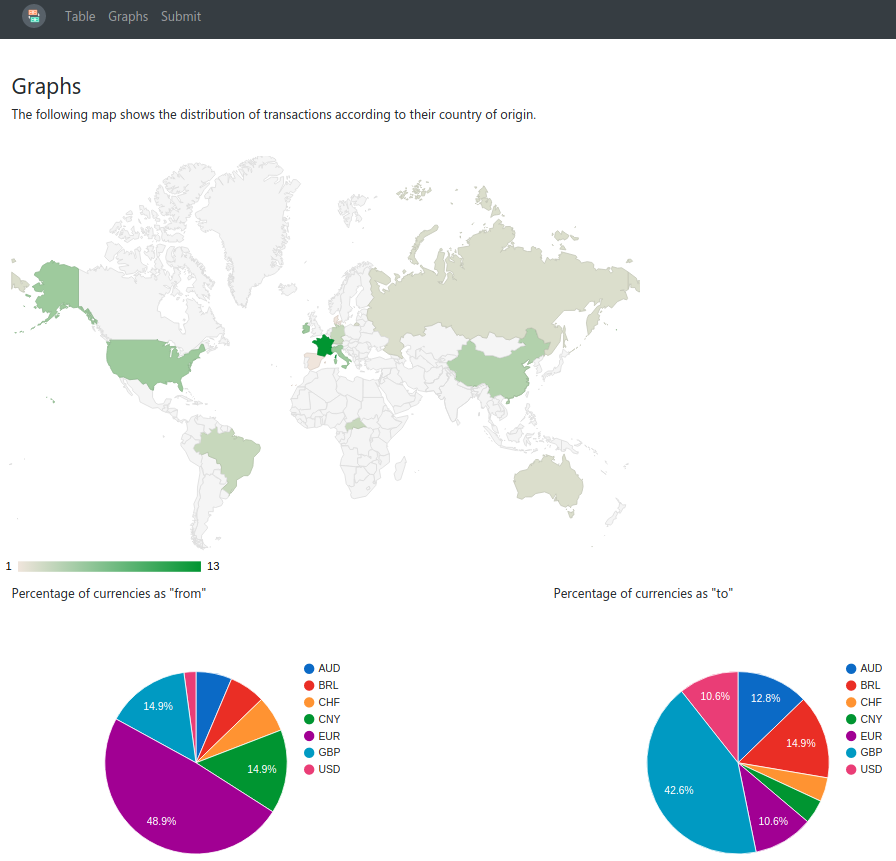 Table Graphs Submit
Graphs
The following map shows the distribution of transactions according to their country of origin.
1 13
Percentage of currencies as "from"
Percentage of currencies as "to"
14.9%
14.9%
48.9%
AUD
BRL
CHF
CNY
EUR
GBP
USD
10.6%
12.8%
14.9%
42.6%
10.6%
AUD
BRL
CHF
CNY
EUR
GBP
USD